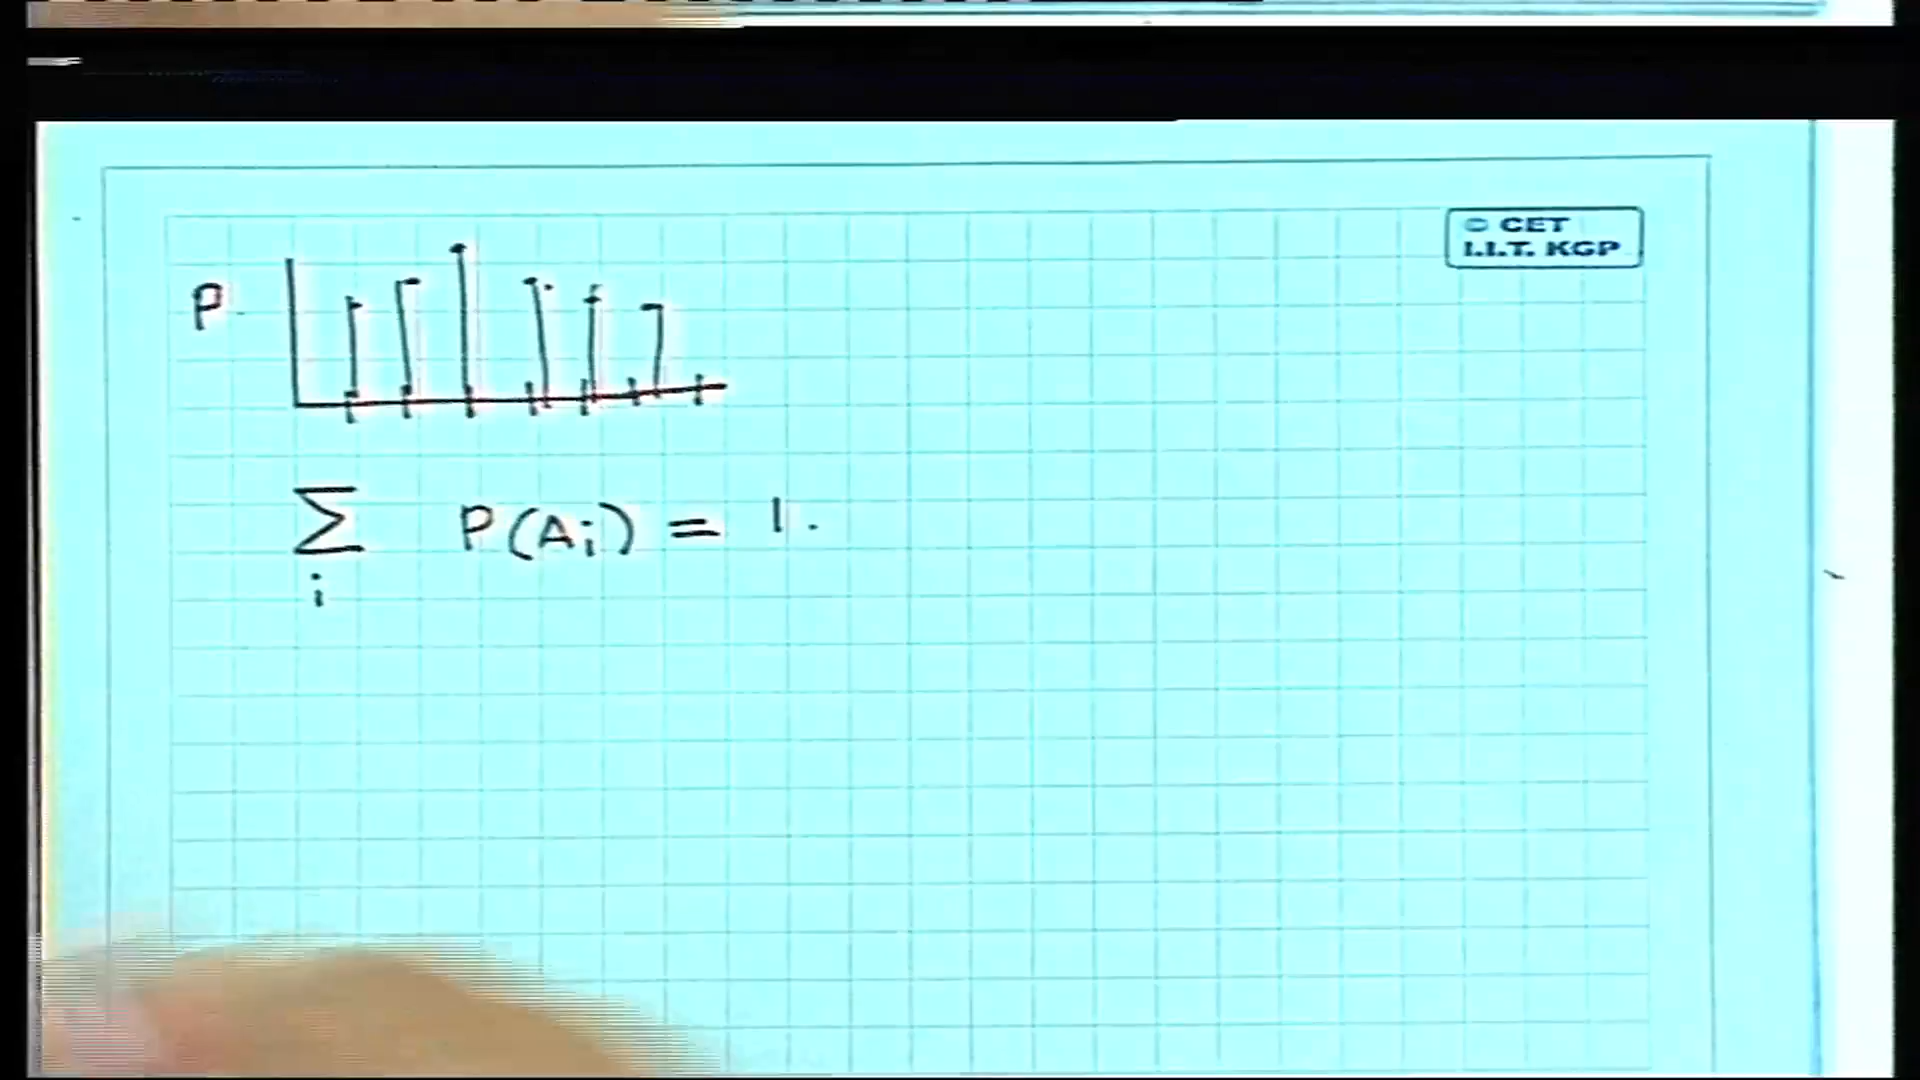 © CET
I.I.T. KGP
P
∑ P(Ai) = 1.
i